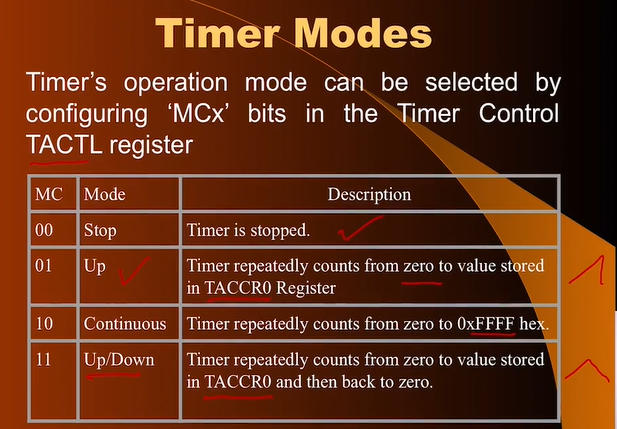 Timer Modes
Timer’s operation mode can be selected by
configuring ‘MCx’ bits in the Timer Control
TACTL register
MC Mode Description
00 Stop Timer is stopped.
01 Up Timer repeatedly counts from zero to value stored
in TACCR0 Register
10 Continuous Timer repeatedly counts from zero to 0xFFFF hex.
11 Up/Down Timer repeatedly counts from zero to value stored
in TACCR0 and then back to zero.